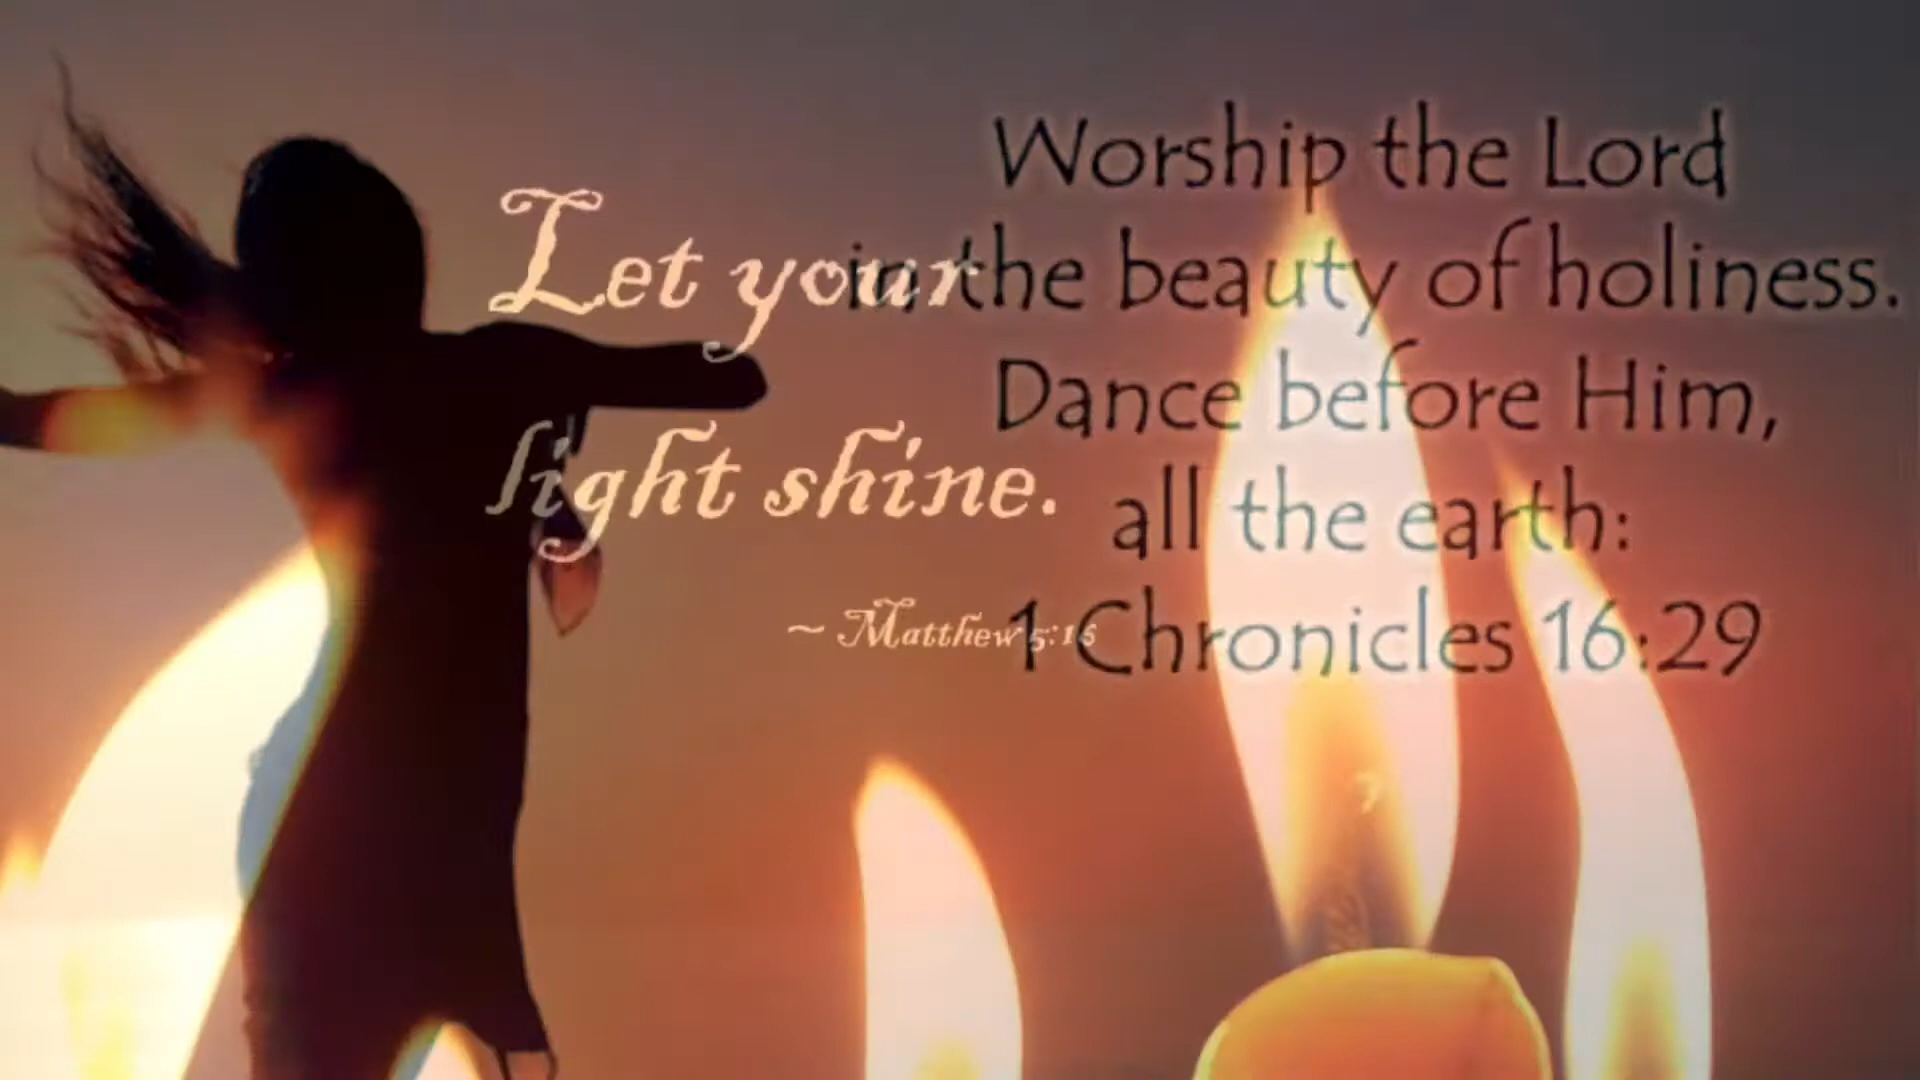 Let your
light shine.
~ Matthew 5:16
Worship the Lord
in the beauty of holiness.
Dance before Him,
all the earth:
1 Chronicles 16:29